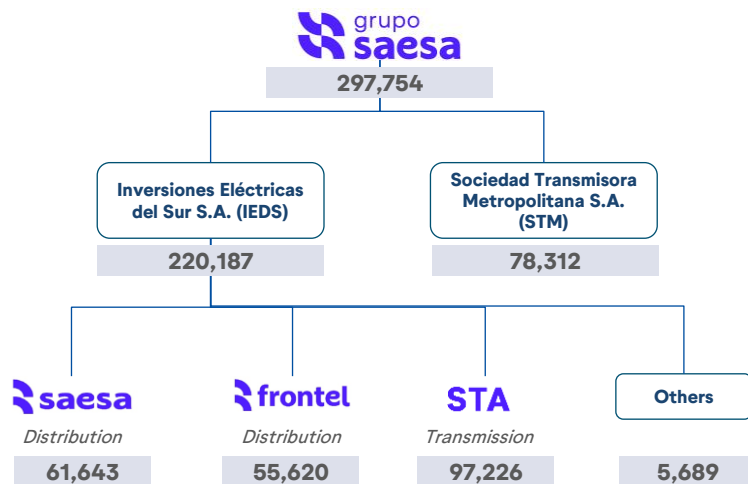 grupo
saesa
297,754
Inversiones Eléctricas
del Sur S.A. (IEDS)
220,187
Sociedad Transmisora
Metropolitana S.A.
(STM)
78,312
saesa
Distribution
61,643
frontel
Distribution
55,620
STA
Transmission
97,226
Others
5,689